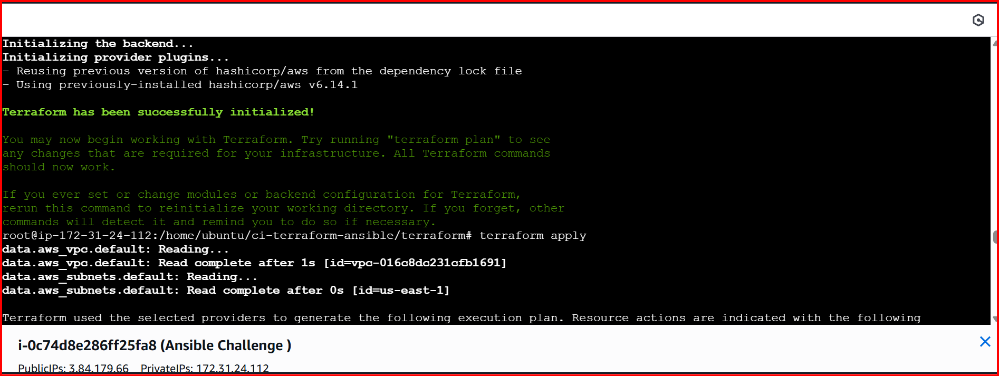 Initializing the backend...
Initializing provider plugins...
- Reusing previous version of hashicorp/aws from the dependency lock file
- Using previously-installed hashicorp/aws v6.14.1
Terraform has been successfully initialized!
You may now begin working with Terraform. Try running "terraform plan" to see
any changes that are required for your infrastructure. All Terraform commands
should now work.
If you ever set or change modules or backend configuration for Terraform,
rerun this command to reinitialize your working directory. If you forget, other
commands will detect it and remind you to do so if necessary.
root@ip-172-31-24-112:/home/ubuntu/ci-terraform-ansible/terraform# terraform apply
data.aws_vpc.default: Reading...
data.aws_vpc.default: Read complete after 1s [id=vpc-016c8dc231cfb1691]
data.aws_subnets.default: Reading...
data.aws_subnets.default: Read complete after 0s [id=us-east-1]
Terraform used the selected providers to generate the following execution plan. Resource actions are indicated with the following
i-0c74d8e286ff25fa8 (Ansible Challenge )
PublicIPs: 3.84.179.66 PrivateIPs: 172.31.24.112